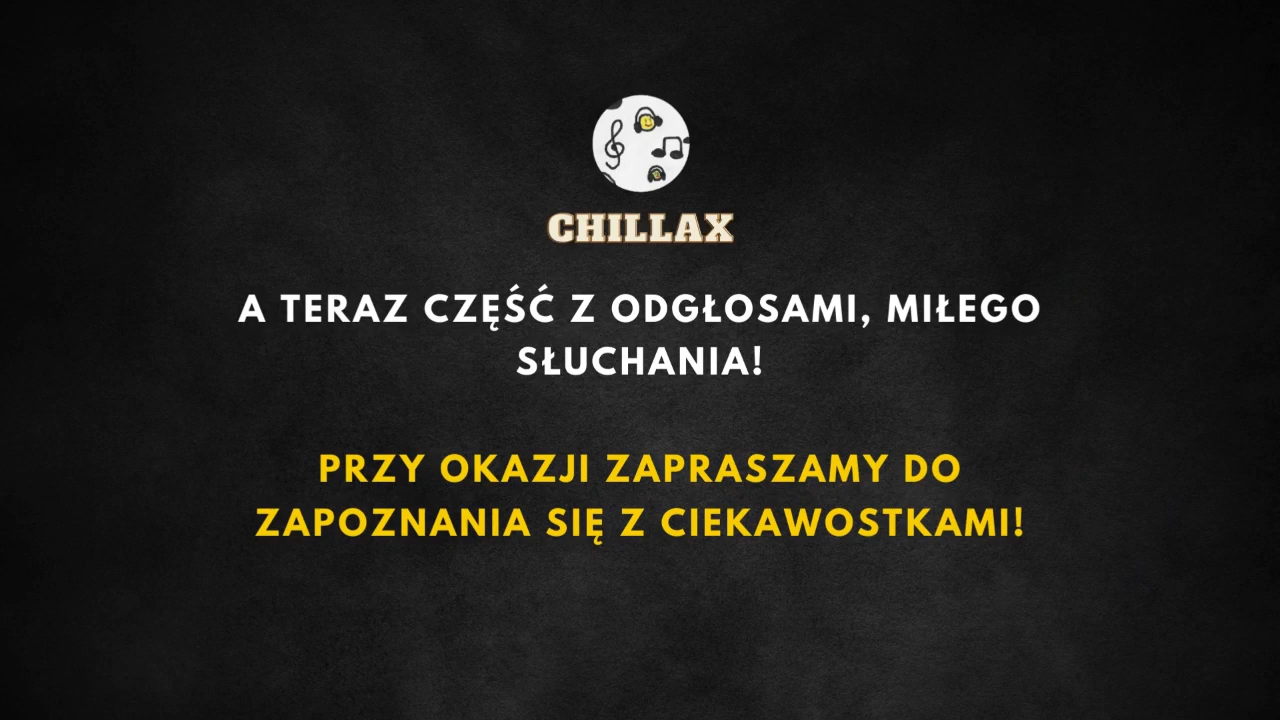 CHILLAX
A TERAZ CZĘŚĆ Z ODGŁOSAMI, MIŁEGO
SŁUCHANIA!
PRZY OKAZJI ZAPRASZAMY DO
ZAPOZNANIA SIĘ Z CIEKAWOSTKAMI!